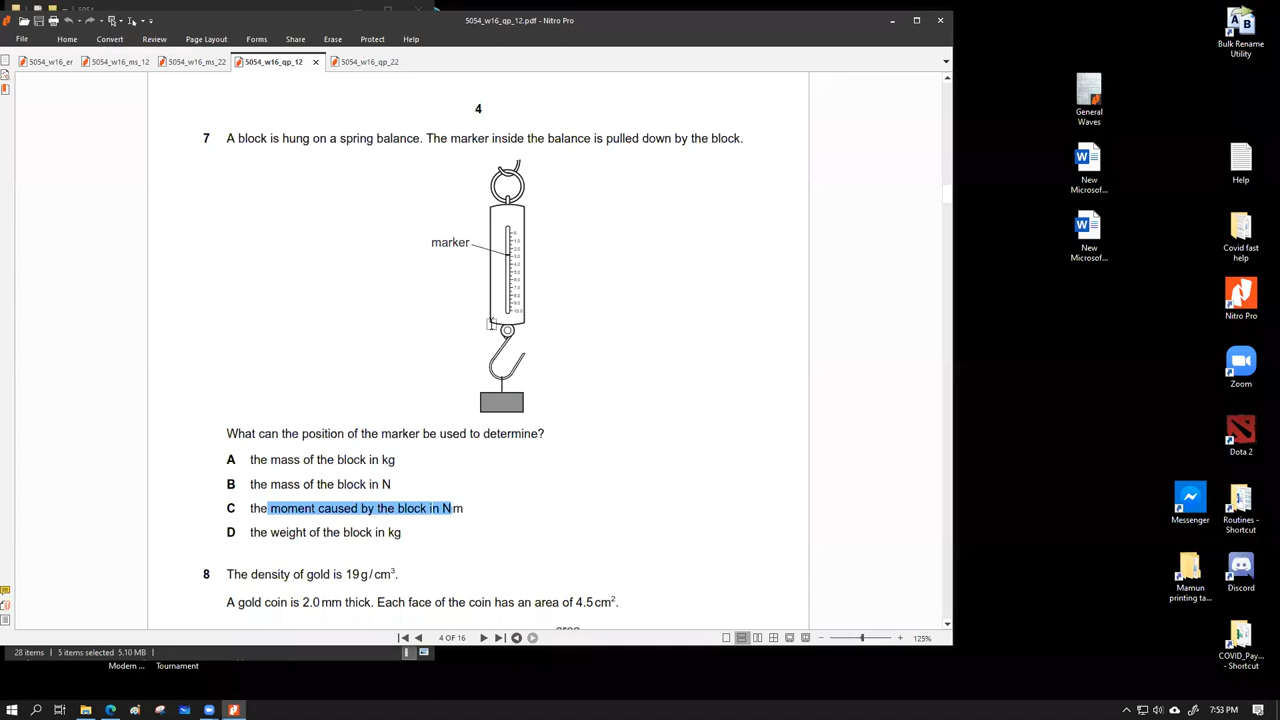 5054_w16_qp_12.pdf - Nitro Pro
File Home Convert Review Page Layout Forms Share Erase Protect Help
5054_w16_er 5054_w16_ms_12 5054_w16_ms_22 5054_w16_qp_12 5054_w16_qp_22
4
7 A block is hung on a spring balance. The marker inside the balance is pulled down by the block.
marker
What can the position of the marker be used to determine?
A the mass of the block in kg
B the mass of the block in N
C the moment caused by the block in N m
D the weight of the block in kg
8 The density of gold is 19 g / cm³.
A gold coin is 2.0 mm thick. Each face of the coin has an area of 4.5 cm².
4 OF 16
125%
28 items 5 items selected 5.10 MB
Modern ... Tournament
Bulk Rename
Utility
General
Waves
New
Microsof...
Help
New
Microsof...
Covid fast
help
Nitro Pro
Zoom
Dota 2
Messenger
Routines -
Shortcut
Mamun
printing ta...
Discord
COVID_Pay...
- Shortcut
7:53 PM